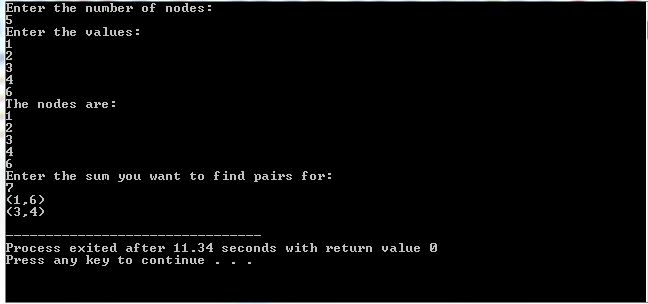 Enter the number of nodes:
5
Enter the values:
1
2
3
4
6
The nodes are:
1
2
3
4
6
Enter the sum you want to find pairs for:
7
(1,6)
(3,4)
--------------------------------
Process exited after 11.34 seconds with return value 0
Press any key to continue . . .